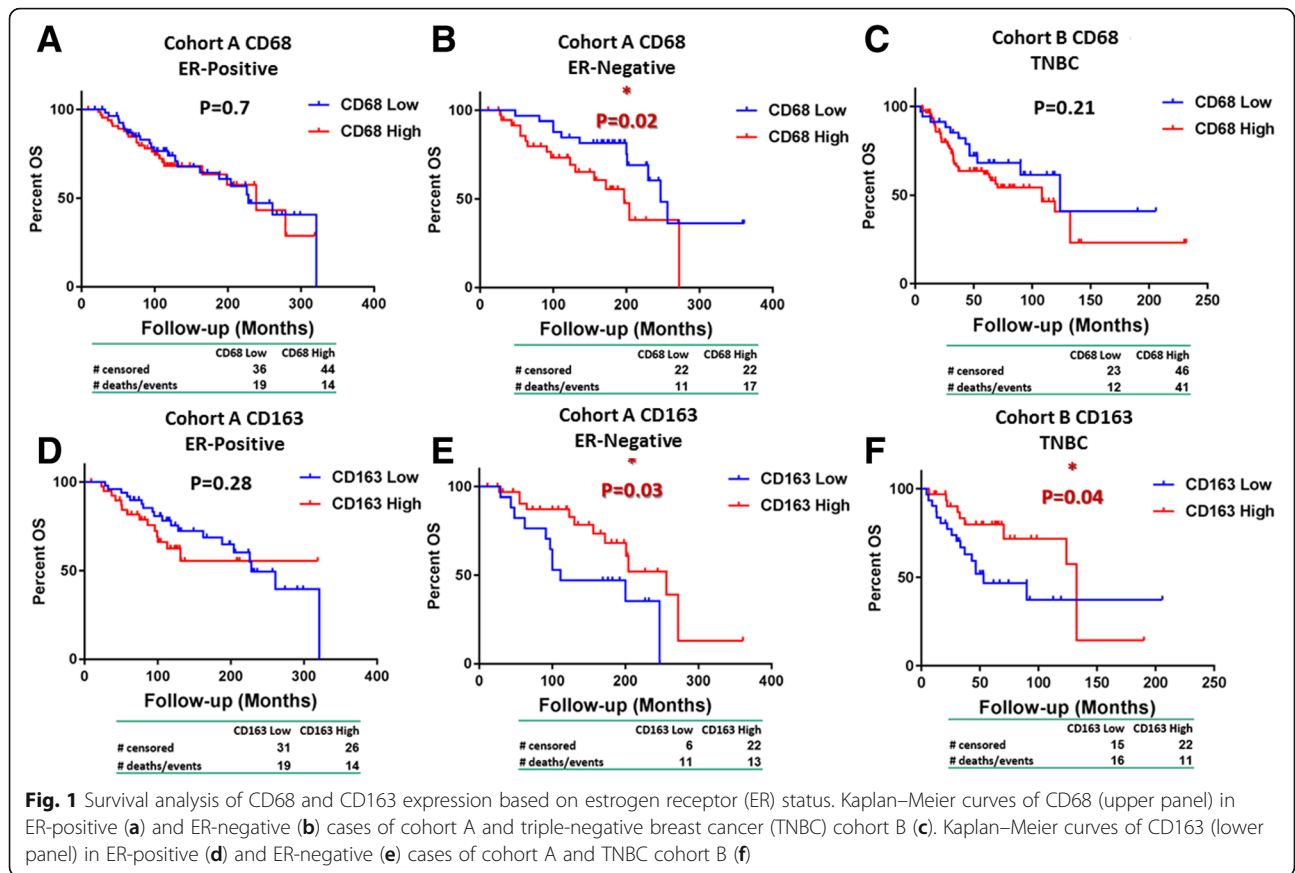 A
Cohort A CD68
ER-Positive
P=0.7
CD68 Low
CD68 High
Percent OS
100
50
0
0 100 200 300 400
Follow-up (Months)
CD68 Low CD68 High
# censored 36 44
# deaths/events 19 14
B
Cohort A CD68
ER-Negative
*
P=0.02
CD68 Low
CD68 High
Percent OS
100
50
0
0 100 200 300 400
Follow-up (Months)
CD68 Low CD68 High
# censored 22 22
# deaths/events 11 17
C
Cohort B CD68
TNBC
P=0.21
CD68 Low
CD68 High
Percent OS
100
50
0
0 50 100 150 200 250
Follow-up (Months)
CD68 Low CD68 High
# censored 23 46
# deaths/events 12 41
D
Cohort A CD163
ER-Positive
P=0.28
CD163 Low
CD163 High
Percent OS
100
50
0
0 100 200 300 400
Follow-up (Months)
CD163 Low CD163 High
# censored 31 26
# deaths/events 19 14
E
Cohort A CD163
ER-Negative
*
P=0.03
CD163 Low
CD163 High
Percent OS
100
50
0
0 100 200 300 400
Follow-up (Months)
CD163 Low CD163 High
# censored 6 22
# deaths/events 11 13
F
Cohort B CD163
TNBC
*
P=0.04
CD163 Low
CD163 High
Percent OS
100
50
0
0 50 100 150 200 250
Follow-up (Months)
CD163 Low CD163 High
# censored 15 22
# deaths/events 16 11
Fig. 1 Survival analysis of CD68 and CD163 expression based on estrogen receptor (ER) status. Kaplan–Meier curves of CD68 (upper panel) in
ER-positive (a) and ER-negative (b) cases of cohort A and triple-negative breast cancer (TNBC) cohort B (c). Kaplan–Meier curves of CD163 (lower
panel) in ER-positive (d) and ER-negative (e) cases of cohort A and TNBC cohort B (f)